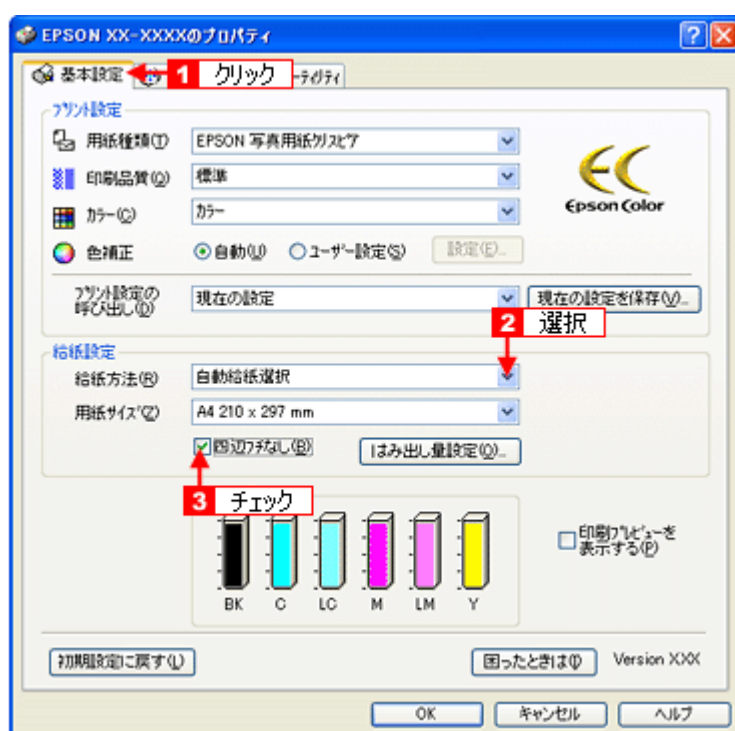 EPSON XX-XXXXのプロパティ
基本設定
1 クリック
ーティリティ
プリント設定
用紙種類(T) EPSON 写真用紙クリスピア
印刷品質(Q) 標準
カラー(C) カラー
Epson Color
色補正 自動(U) ユーザー設定(S) 設定(E)...
プリント設定の
呼び出し(D) 現在の設定 現在の設定を保存(V)...
2 選択
給紙設定
給紙方法(R) 自動給紙選択
用紙サイズ(Z) A4 210 x 297 mm
四辺フチなし(B) はみ出し量設定(O)...
3 チェック
印刷プレビューを
表示する(P)
BK C LC M LM Y
初期設定に戻す(L) 困ったときは(I) Version X.XX
OK キャンセル ヘルプ